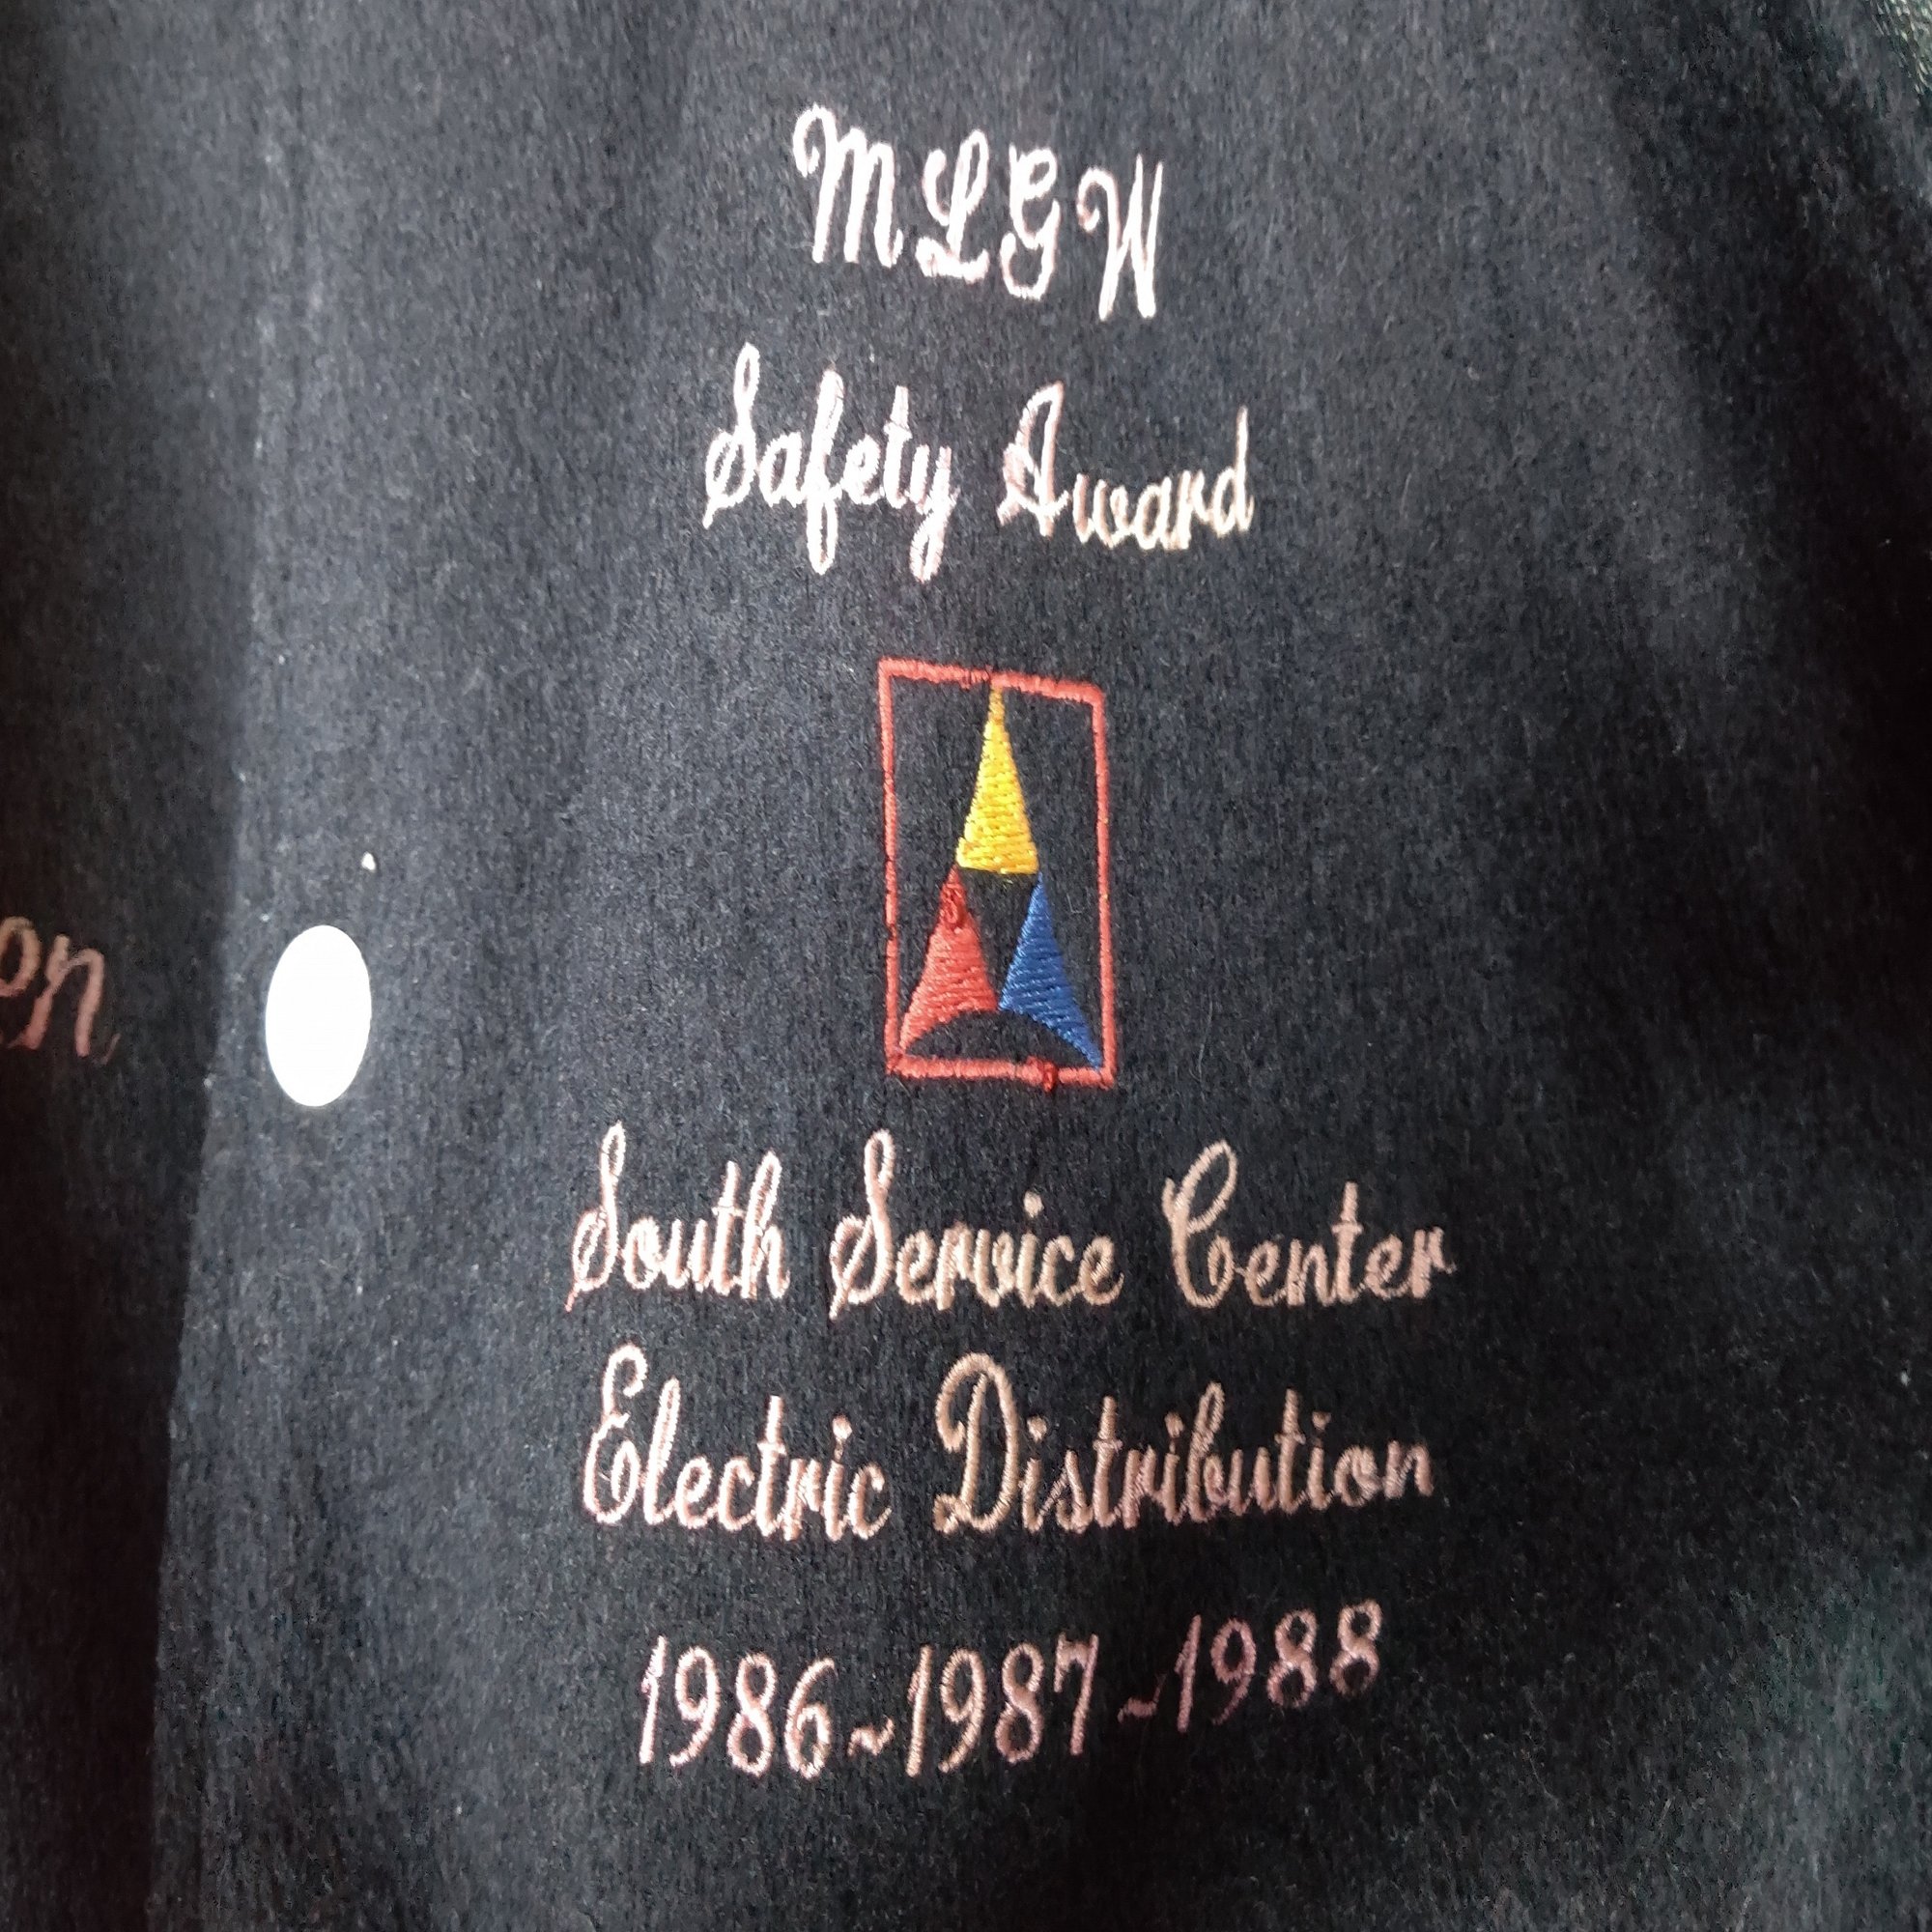 MLGW
Safety Award
South Service Center
Electric Distribution
1986~1987~1988